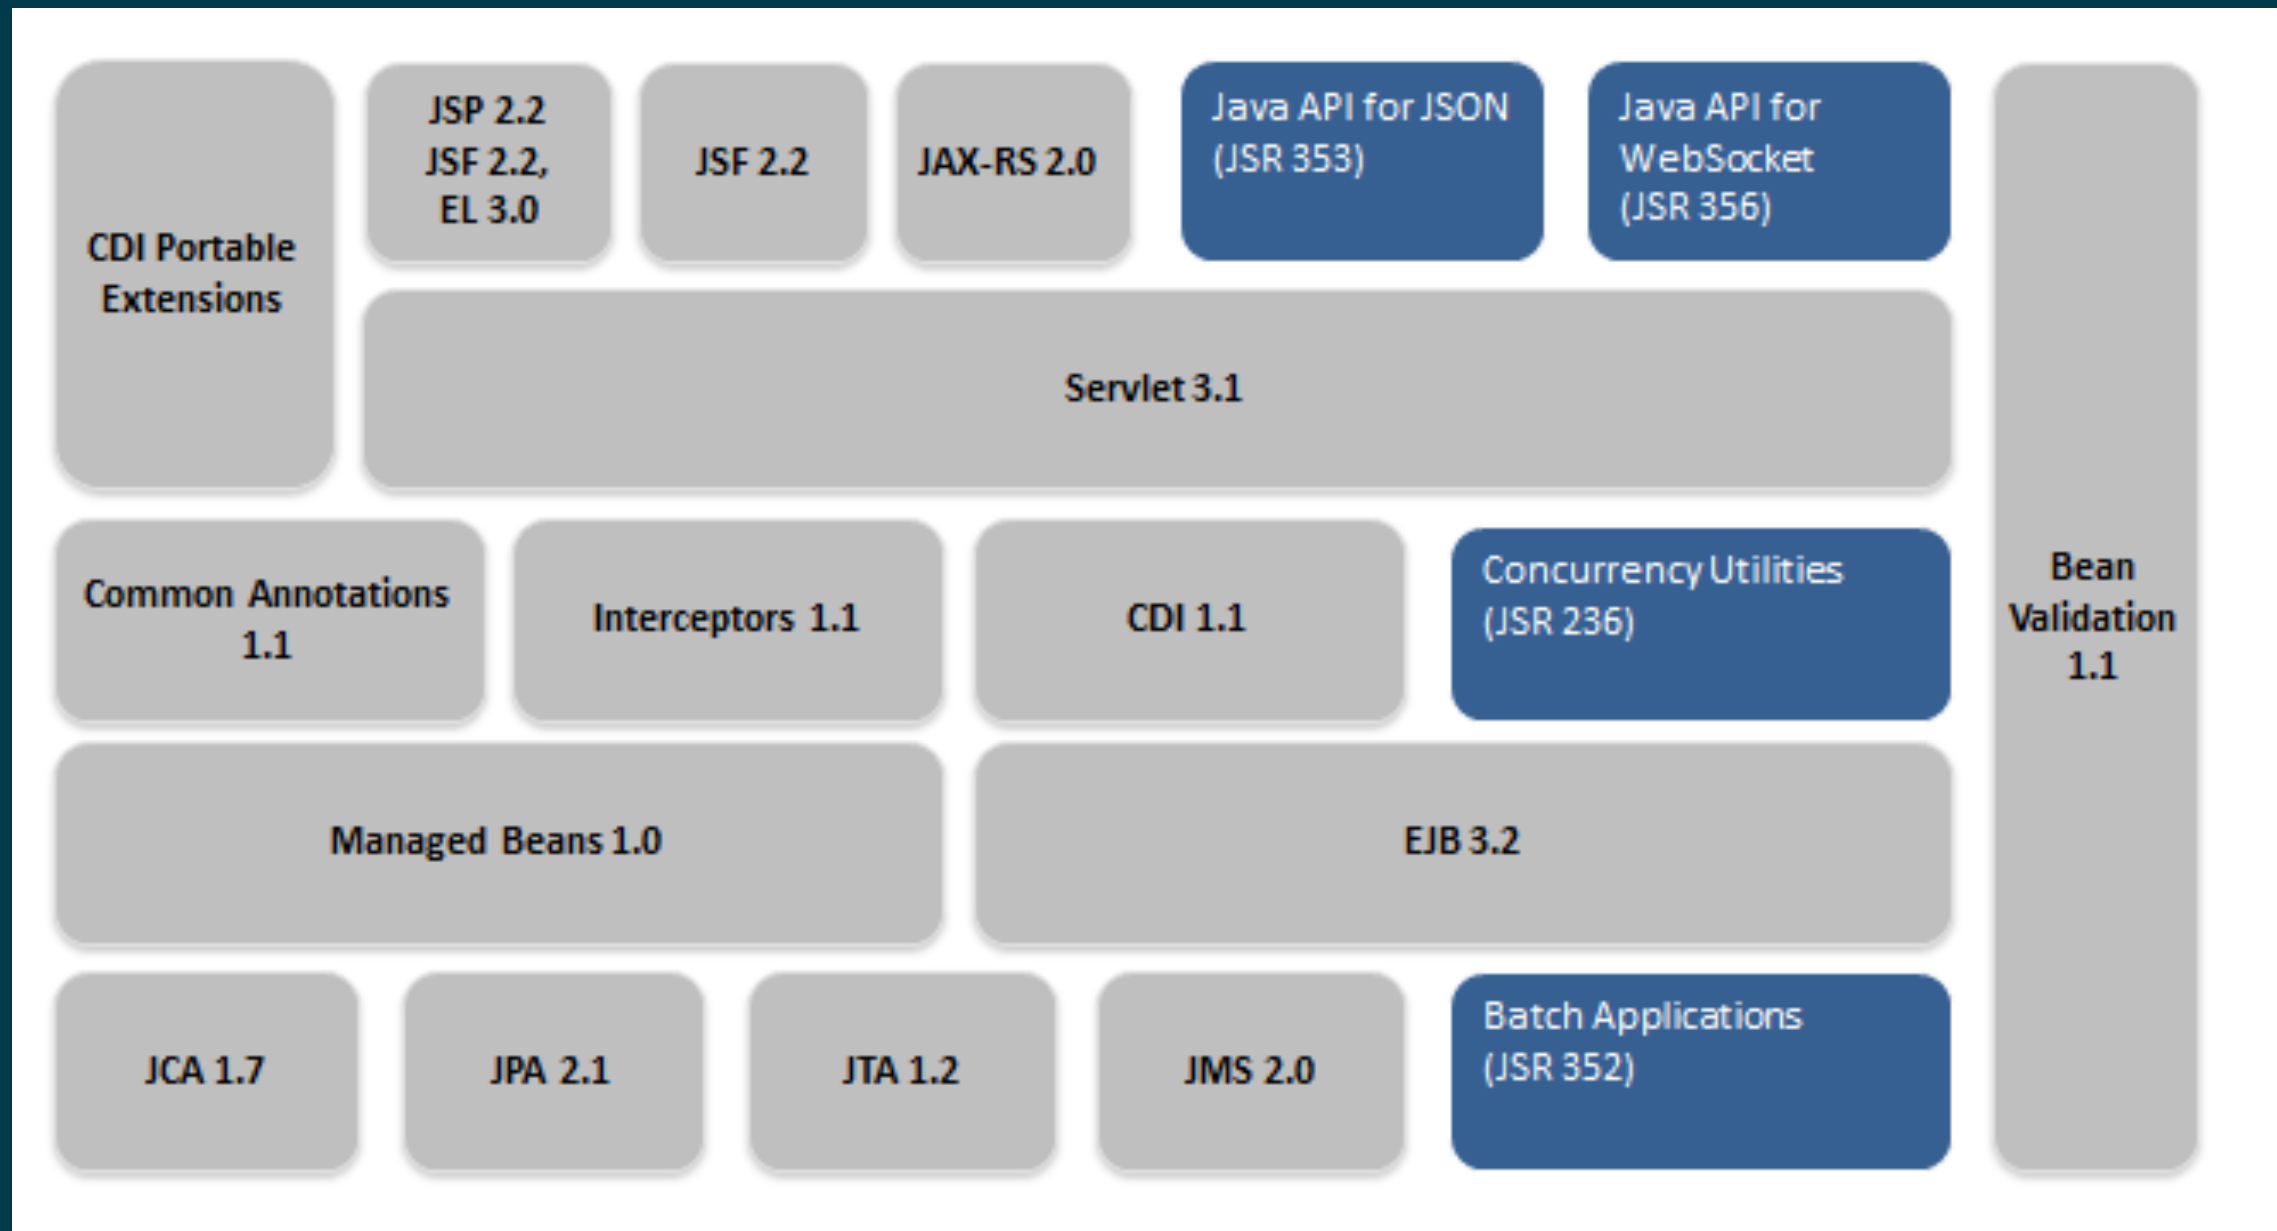 CDI Portable
Extensions
JSP 2.2
JSF 2.2,
EL 3.0
JSF 2.2
JAX-RS 2.0
Java API for JSON
(JSR 353)
Java API for
WebSocket
(JSR 356)
Servlet 3.1
Common Annotations
1.1
Interceptors 1.1
CDI 1.1
Concurrency Utilities
(JSR 236)
Bean
Validation
1.1
Managed Beans 1.0
EJB 3.2
JCA 1.7
JPA 2.1
JTA 1.2
JMS 2.0
Batch Applications
(JSR 352)